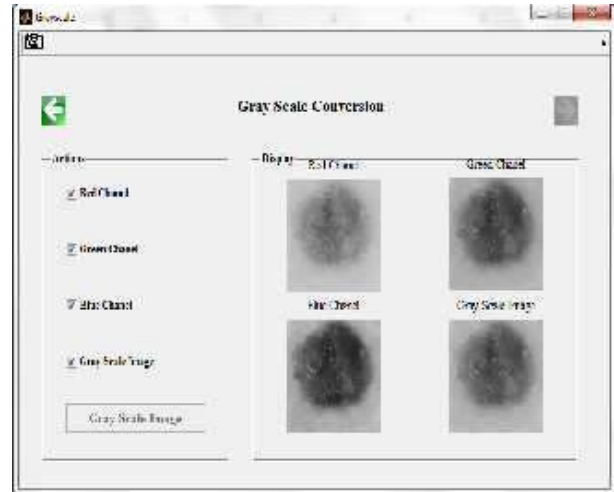 Grayscale
Gray Scale Conversion
Actions
Red Chanel
Green Chanel
Blue Chanel
Gray Scale Image
Gray Scale Image
Display
Red Chanel
Green Chanel
Blue Chanel
Gray Scale Image